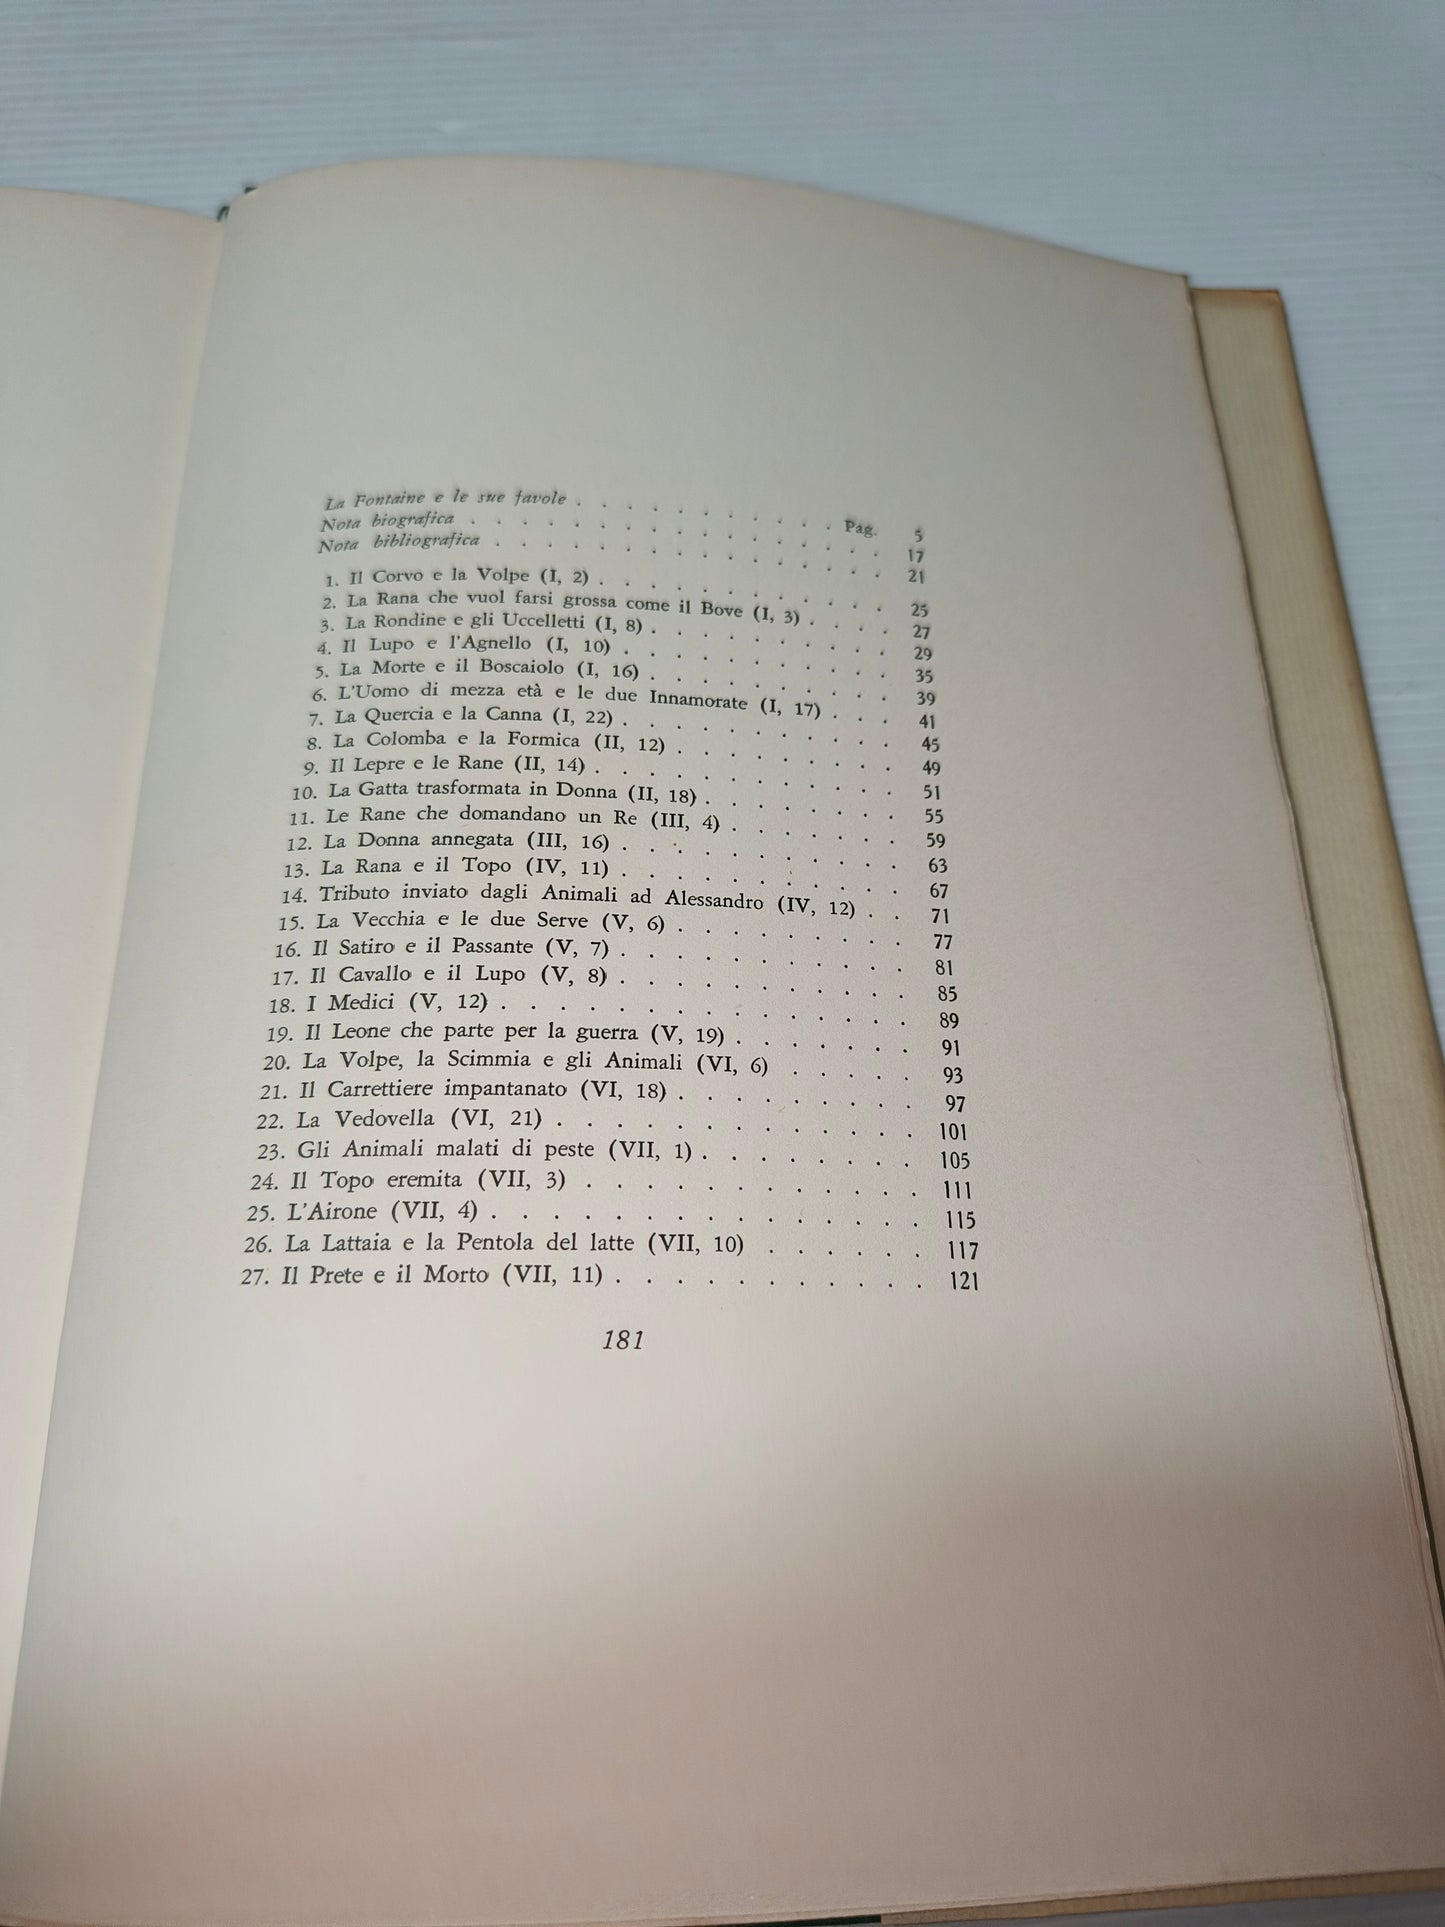 La Fontaine e le sue favole . . . . . . . . . . . Pag. 5
Nota biografica . . . . . . . . . . . . . . . . 17
Nota bibliografica . . . . . . . . . . . . . . . 21
1. Il Corvo e la Volpe (I, 2) . . . . . . . . . . . 25
2. La Rana che vuol farsi grossa come il Bove (I, 3) . . . . 27
3. La Rondine e gli Uccelletti (I, 8) . . . . . . . . . 29
4. Il Lupo e l'Agnello (I, 10) . . . . . . . . . . . 35
5. La Morte e il Boscaiolo (I, 16) . . . . . . . . . . 39
6. L'Uomo di mezza età e le due Innamorate (I, 17) . . . 41
7. La Quercia e la Canna (I, 22) . . . . . . . . . . 45
8. La Colomba e la Formica (II, 12) . . . . . . . . . 49
9. Il Lepre e le Rane (II, 14) . . . . . . . . . . . 51
10. La Gatta trasformata in Donna (II, 18) . . . . . . . 55
11. Le Rane che domandano un Re (III, 4) . . . . . . . 59
12. La Donna annegata (III, 16) . . . . . . . . . . . 63
13. La Rana e il Topo (IV, 11) . . . . . . . . . . . 67
14. Tributo inviato dagli Animali ad Alessandro (IV, 12) . . 71
15. La Vecchia e le due Serve (V, 6) . . . . . . . . . 77
16. Il Satiro e il Passante (V, 7) . . . . . . . . . . . 81
17. Il Cavallo e il Lupo (V, 8) . . . . . . . . . . . 85
18. I Medici (V, 12) . . . . . . . . . . . . . . . 89
19. Il Leone che parte per la guerra (V, 19) . . . . . . . 91
20. La Volpe, la Scimmia e gli Animali (VI, 6) . . . . . 93
21. Il Carrettiere impantanato (VI, 18) . . . . . . . . . 97
22. La Vedovella (VI, 21) . . . . . . . . . . . . . 101
23. Gli Animali malati di peste (VII, 1) . . . . . . . . 105
24. Il Topo eremita (VII, 3) . . . . . . . . . . . . 111
25. L'Airone (VII, 4) . . . . . . . . . . . . . . . 115
26. La Lattaia e la Pentola del latte (VII, 10) . . . . . . 117
27. Il Prete e il Morto (VII, 11) . . . . . . . . . . . 121
181